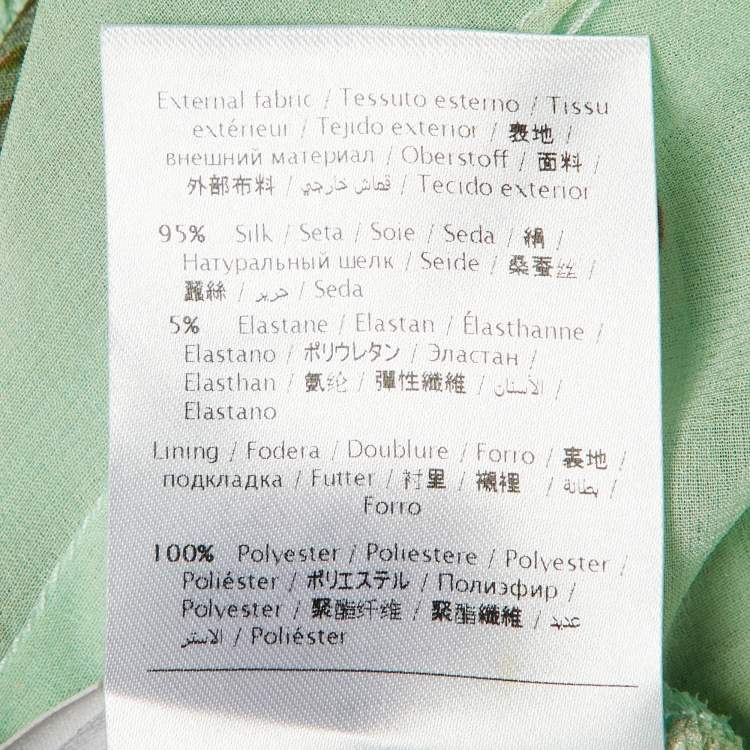 External fabric / Tessuto esterno / Tissu
extérieur / Tejido exterior / 表地 /
внешний материал / Oberstoff / 面料 /
外部布料 / قماش خارجي / Tecido exterior
95% Silk / Seta / Soie / Seda / 絹 /
Натуральный шелк / Seide / 桑蚕丝 /
蠶絲 / حرير / Seda
5% Elastane / Elastan / Élasthanne /
Elastano / ポリウレタン / Эластан /
Elasthan / 氨纶 / 彈性纖維 / الألستان /
Elastano
Lining / Fodera / Doublure / Forro / 裏地 /
подкладка / Futter / 衬里 / 襯裡 / بطانة /
Forro
100% Polyester / Poliestere / Polyester /
Poliéster / ポリエステル / Полиэфир /
Polyester / 聚酯纤维 / 聚酯纖維 / عديد
الاستر / Poliéster